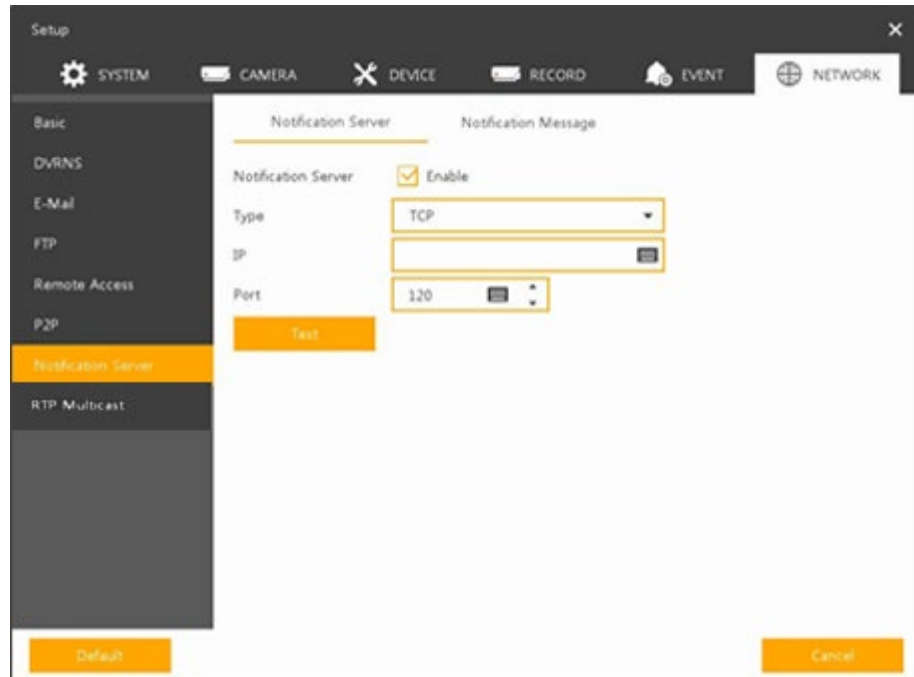 Setup
SYSTEM
CAMERA
DEVICE
RECORD
EVENT
NETWORK
Basic
DVRNS
E-Mail
FTP
Remote Access
P2P
Notification Server
RTP Multicast
Notification Server
Notification Message
Notification Server
Enable
Type
TCP
IP
Port
120
Test
Default
Cancel